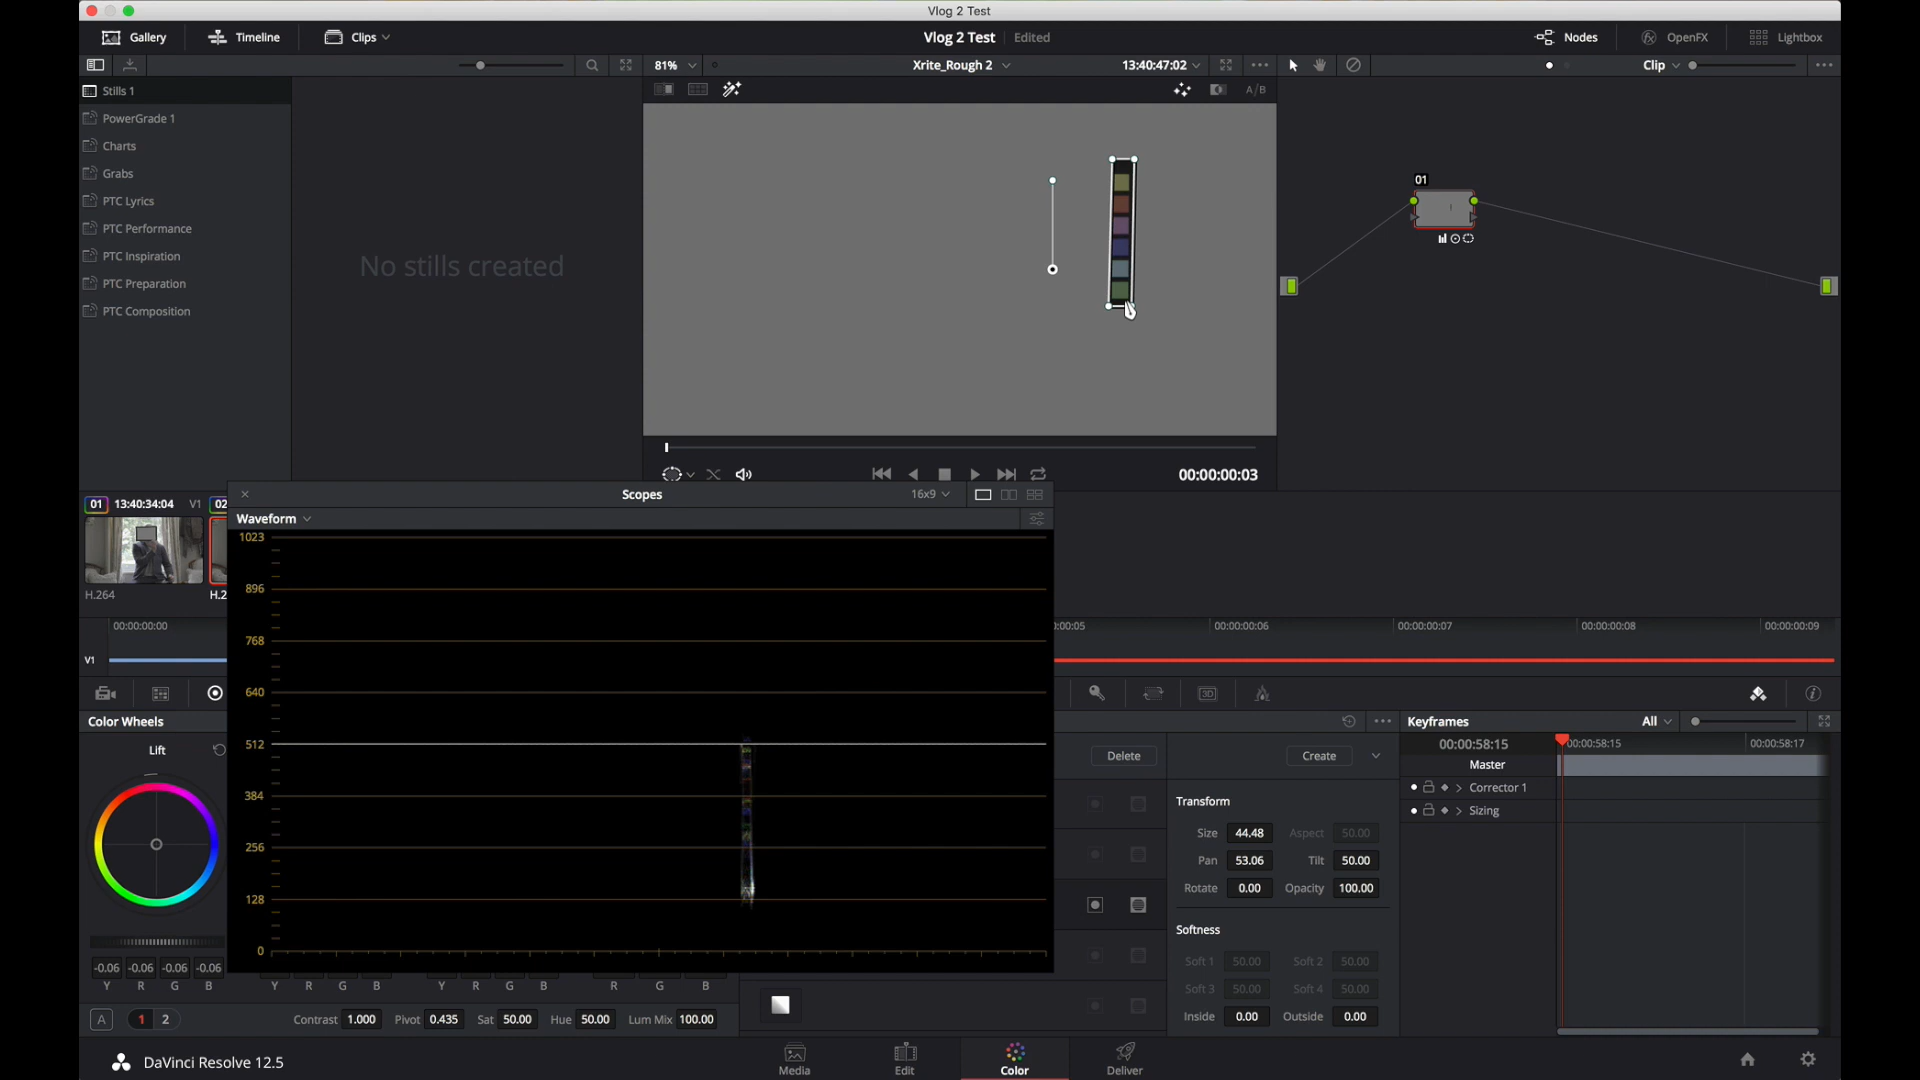 Vlog 2 Test
Gallery Timeline Clips Vlog 2 Test Edited Nodes OpenFX Lightbox
81% Xrite_Rough 2 13:40:47:02 Clip
A/B
Stills 1
PowerGrade 1
Charts
Grabs
PTC Lyrics
PTC Performance
PTC Inspiration
PTC Preparation
PTC Composition
No stills created
01
00:00:00:03
Scopes 16x9
Waveform
01 13:40:34:04 V1 02
H.264 H.2
1023
896
768
640
512
384
256
128
0
00:00:00:00 0:00:05 00:00:00:06 00:00:00:07 00:00:00:08 00:00:00:09
V1
3D
Color Wheels
Lift
-0.06 -0.06 -0.06 -0.06
Y R G B Y R G B Y R G B R G B
A 1 2 Contrast 1.000 Pivot 0.435 Sat 50.00 Hue 50.00 Lum Mix 100.00
Delete Create
Transform
Size 44.48 Aspect 50.00
Pan 53.06 Tilt 50.00
Rotate 0.00 Opacity 100.00
Softness
Soft 1 50.00 Soft 2 50.00
Soft 3 50.00 Soft 4 50.00
Inside 0.00 Outside 0.00
Keyframes All
00:00:58:15 00:00:58:15 00:00:58:17
Master
Corrector 1
Sizing
DaVinci Resolve 12.5 Media Edit Color Deliver